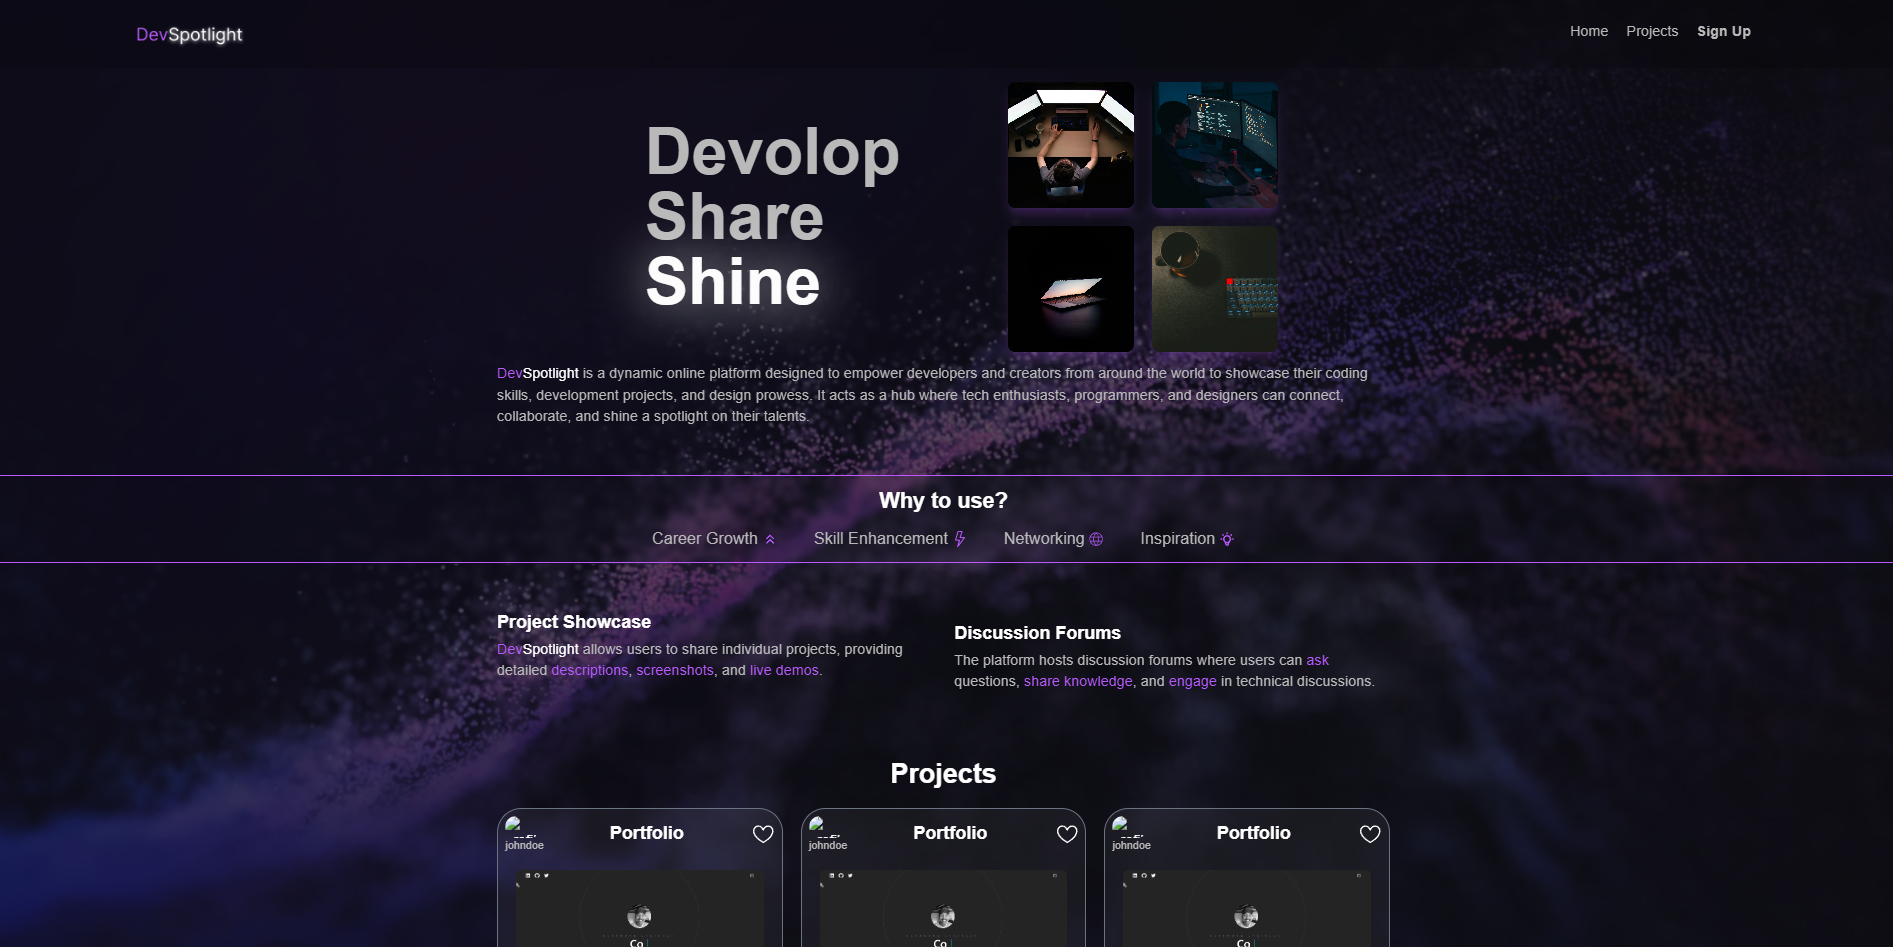 DevSpotlight
Home Projects Sign Up
Devolop
Share
Shine
DevSpotlight is a dynamic online platform designed to empower developers and creators from around the world to showcase their coding
skills, development projects, and design prowess. It acts as a hub where tech enthusiasts, programmers, and designers can connect,
collaborate, and shine a spotlight on their talents.
Why to use?
Career Growth Skill Enhancement Networking Inspiration
Project Showcase
DevSpotlight allows users to share individual projects, providing
detailed descriptions, screenshots, and live demos.
Discussion Forums
The platform hosts discussion forums where users can ask
questions, share knowledge, and engage in technical discussions.
Projects
Portfolio
johndoe
Co
Portfolio
johndoe
Co
Portfolio
johndoe
Co